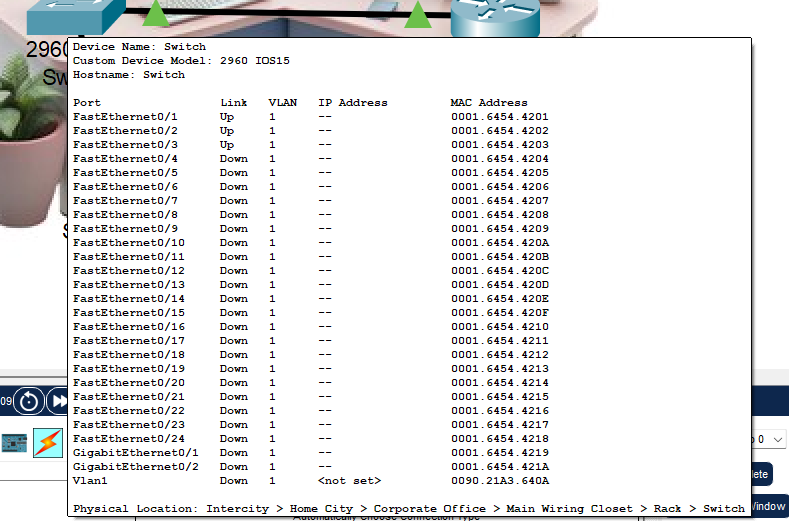 2960
Sw
Device Name: Switch
Custom Device Model: 2960 IOS15
Hostname: Switch
Port Link VLAN IP Address MAC Address
FastEthernet0/1 Up 1 -- 0001.6454.4201
FastEthernet0/2 Up 1 -- 0001.6454.4202
FastEthernet0/3 Up 1 -- 0001.6454.4203
FastEthernet0/4 Down 1 -- 0001.6454.4204
FastEthernet0/5 Down 1 -- 0001.6454.4205
FastEthernet0/6 Down 1 -- 0001.6454.4206
FastEthernet0/7 Down 1 -- 0001.6454.4207
FastEthernet0/8 Down 1 -- 0001.6454.4208
FastEthernet0/9 Down 1 -- 0001.6454.4209
FastEthernet0/10 Down 1 -- 0001.6454.420A
FastEthernet0/11 Down 1 -- 0001.6454.420B
FastEthernet0/12 Down 1 -- 0001.6454.420C
FastEthernet0/13 Down 1 -- 0001.6454.420D
FastEthernet0/14 Down 1 -- 0001.6454.420E
FastEthernet0/15 Down 1 -- 0001.6454.420F
FastEthernet0/16 Down 1 -- 0001.6454.4210
FastEthernet0/17 Down 1 -- 0001.6454.4211
FastEthernet0/18 Down 1 -- 0001.6454.4212
FastEthernet0/19 Down 1 -- 0001.6454.4213
FastEthernet0/20 Down 1 -- 0001.6454.4214
FastEthernet0/21 Down 1 -- 0001.6454.4215
FastEthernet0/22 Down 1 -- 0001.6454.4216
FastEthernet0/23 Down 1 -- 0001.6454.4217
FastEthernet0/24 Down 1 -- 0001.6454.4218
GigabitEthernet0/1 Down 1 -- 0001.6454.4219
GigabitEthernet0/2 Down 1 -- 0001.6454.421A
Vlan1 Down 1 <not set> 0090.21A3.640A
Physical Location: Intercity > Home City > Corporate Office > Main Wiring Closet > Rack > Switch
09
0
lete
Window
Automatically Choose Connection Type